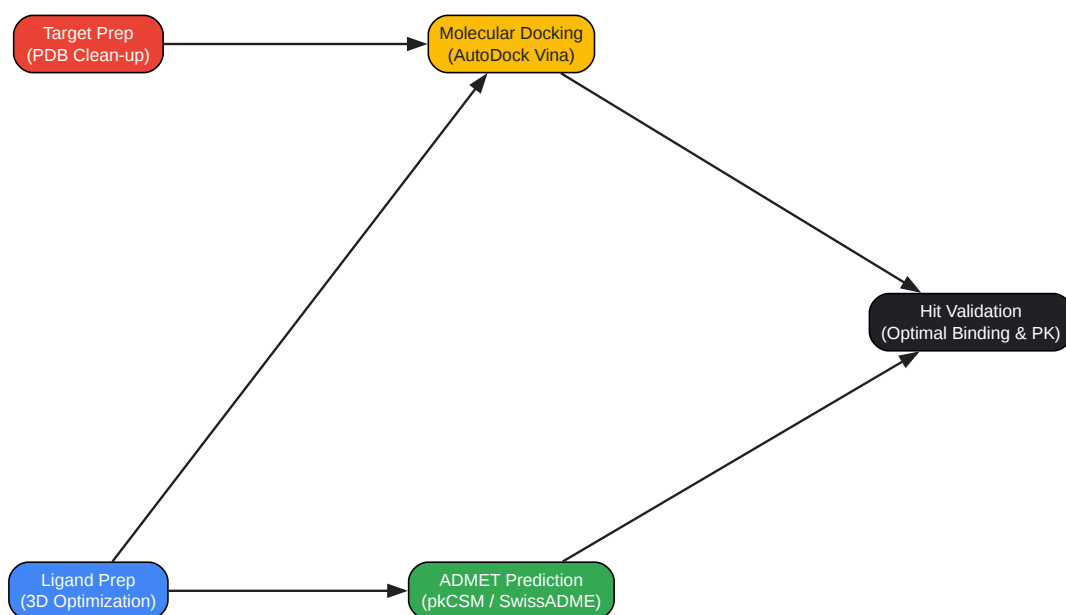 Target Prep
(PDB Clean-up)
Molecular Docking
(AutoDock Vina)
Hit Validation
(Optimal Binding & PK)
Ligand Prep
(3D Optimization)
ADMET Prediction
(pkCSM / SwissADME)